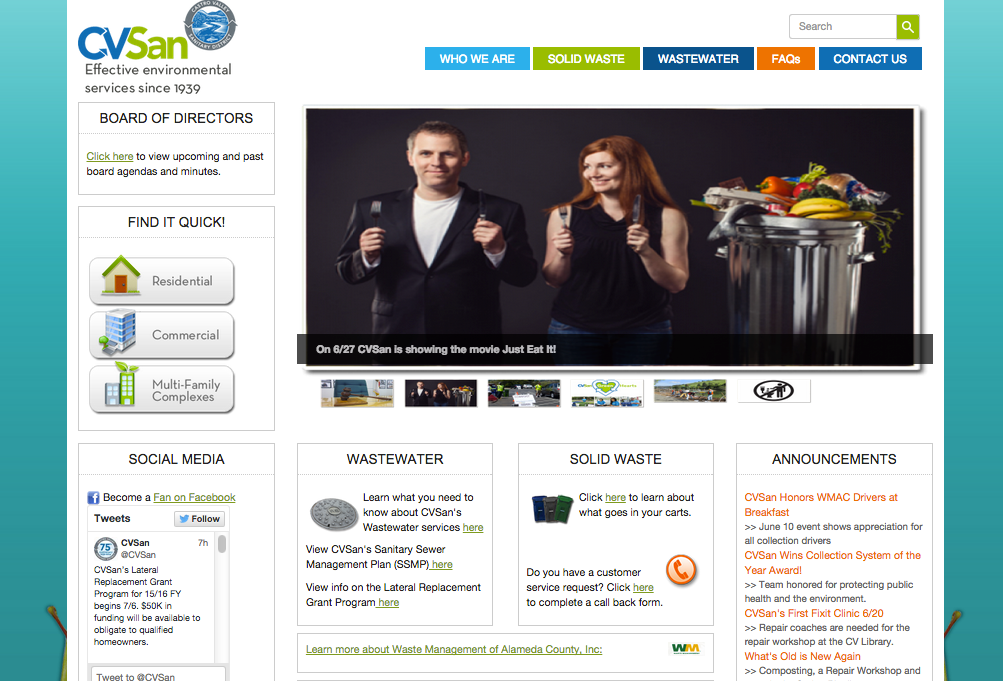 CASTRO VALLEY
SANITARY DISTRICT
CVSan
Effective environmental
services since 1939
Search
WHO WE ARE
SOLID WASTE
WASTEWATER
FAQs
CONTACT US
BOARD OF DIRECTORS
Click here to view upcoming and past
board agendas and minutes.
FIND IT QUICK!
Residential
Commercial
Multi-Family
Complexes
On 6/27 CVSan is showing the movie Just Eat It!
SOCIAL MEDIA
Become a Fan on Facebook
Tweets
Follow
75
CVSan
7h
@CVSan
CVSan's Lateral
Replacement Grant
Program for 15/16 FY
begins 7/6. $50K in
funding will be available to
obligate to qualified
homeowners.
Tweet to @CVSan
WASTEWATER
Learn what you need to
know about CVSan's
Wastewater services here
View CVSan's Sanitary Sewer
Management Plan (SSMP) here
View info on the Lateral Replacement
Grant Program here
SOLID WASTE
Click here to learn about
what goes in your carts.
Do you have a customer
service request? Click here
to complete a call back form.
Learn more about Waste Management of Alameda County, Inc:
WM
ANNOUNCEMENTS
CVSan Honors WMAC Drivers at
Breakfast
>> June 10 event shows appreciation for
all collection drivers
CVSan Wins Collection System of the
Year Award!
>> Team honored for protecting public
health and the environment.
CVSan's First Fixit Clinic 6/20
>> Repair coaches are needed for the
repair workshop at the CV Library.
What's Old is New Again
>> Composting, a Repair Workshop and